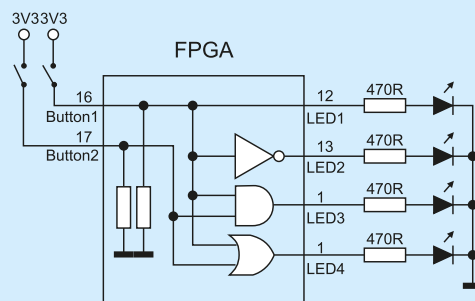 3V3 3V3
FPGA
16
Button1
17
Button2
12
LED1
470R
13
LED2
470R
1
LED3
470R
1
LED4
470R